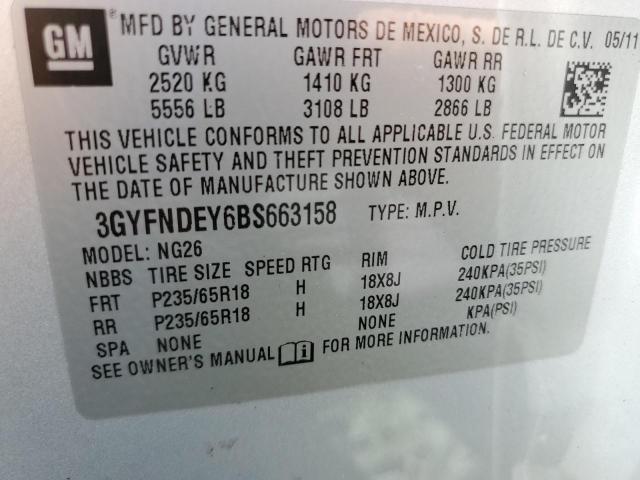 GM
MFD BY GENERAL MOTORS DE MEXICO, S. DE R.L. DE C.V. 05/11
GVWR GAWR FRT GAWR RR
2520 KG 1410 KG 1300 KG
5556 LB 3108 LB 2866 LB
THIS VEHICLE CONFORMS TO ALL APPLICABLE U.S. FEDERAL MOTOR
VEHICLE SAFETY AND THEFT PREVENTION STANDARDS IN EFFECT ON
THE DATE OF MANUFACTURE SHOWN ABOVE.
3GYFNDEY6BS663158 TYPE: M.P.V.
MODEL: NG26
NBBS TIRE SIZE SPEED RTG RIM COLD TIRE PRESSURE
FRT P235/65R18 H 18X8J 240KPA(35PSI)
RR P235/65R18 H 18X8J 240KPA(35PSI)
SPA NONE NONE KPA(PSI)
SEE OWNER'S MANUAL FOR MORE INFORMATION.